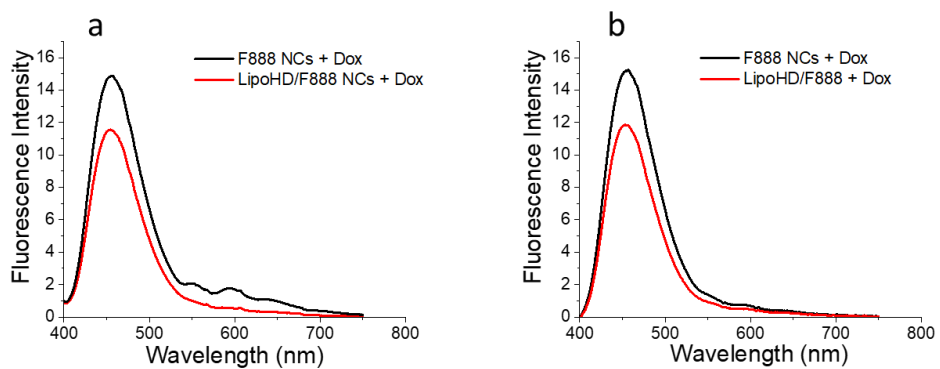 a
F888 NCs + Dox
LipoHD/F888 NCs + Dox
Fluorescence Intensity
16
14
12
10
8
6
4
2
0
400 500 600 700 800
Wavelength (nm)
b
F888 NCs + Dox
LipoHD/F888 + Dox
Fluorescence Intensity
16
14
12
10
8
6
4
2
0
400 500 600 700 800
Wavelength (nm)